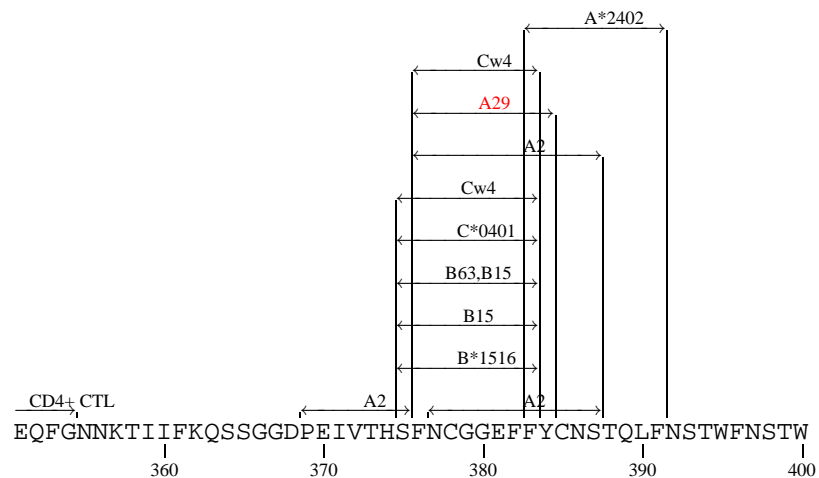 A*2402
Cw4
A29
A2
Cw4
C*0401
B63,B15
B15
B*1516
CD4+ CTL A2 A2
EQFGNNKTIIFKQSSGGDPEIVTHSFNCGGEFFYCNSTQLFNSTWFNSTW
360 370 380 390 400